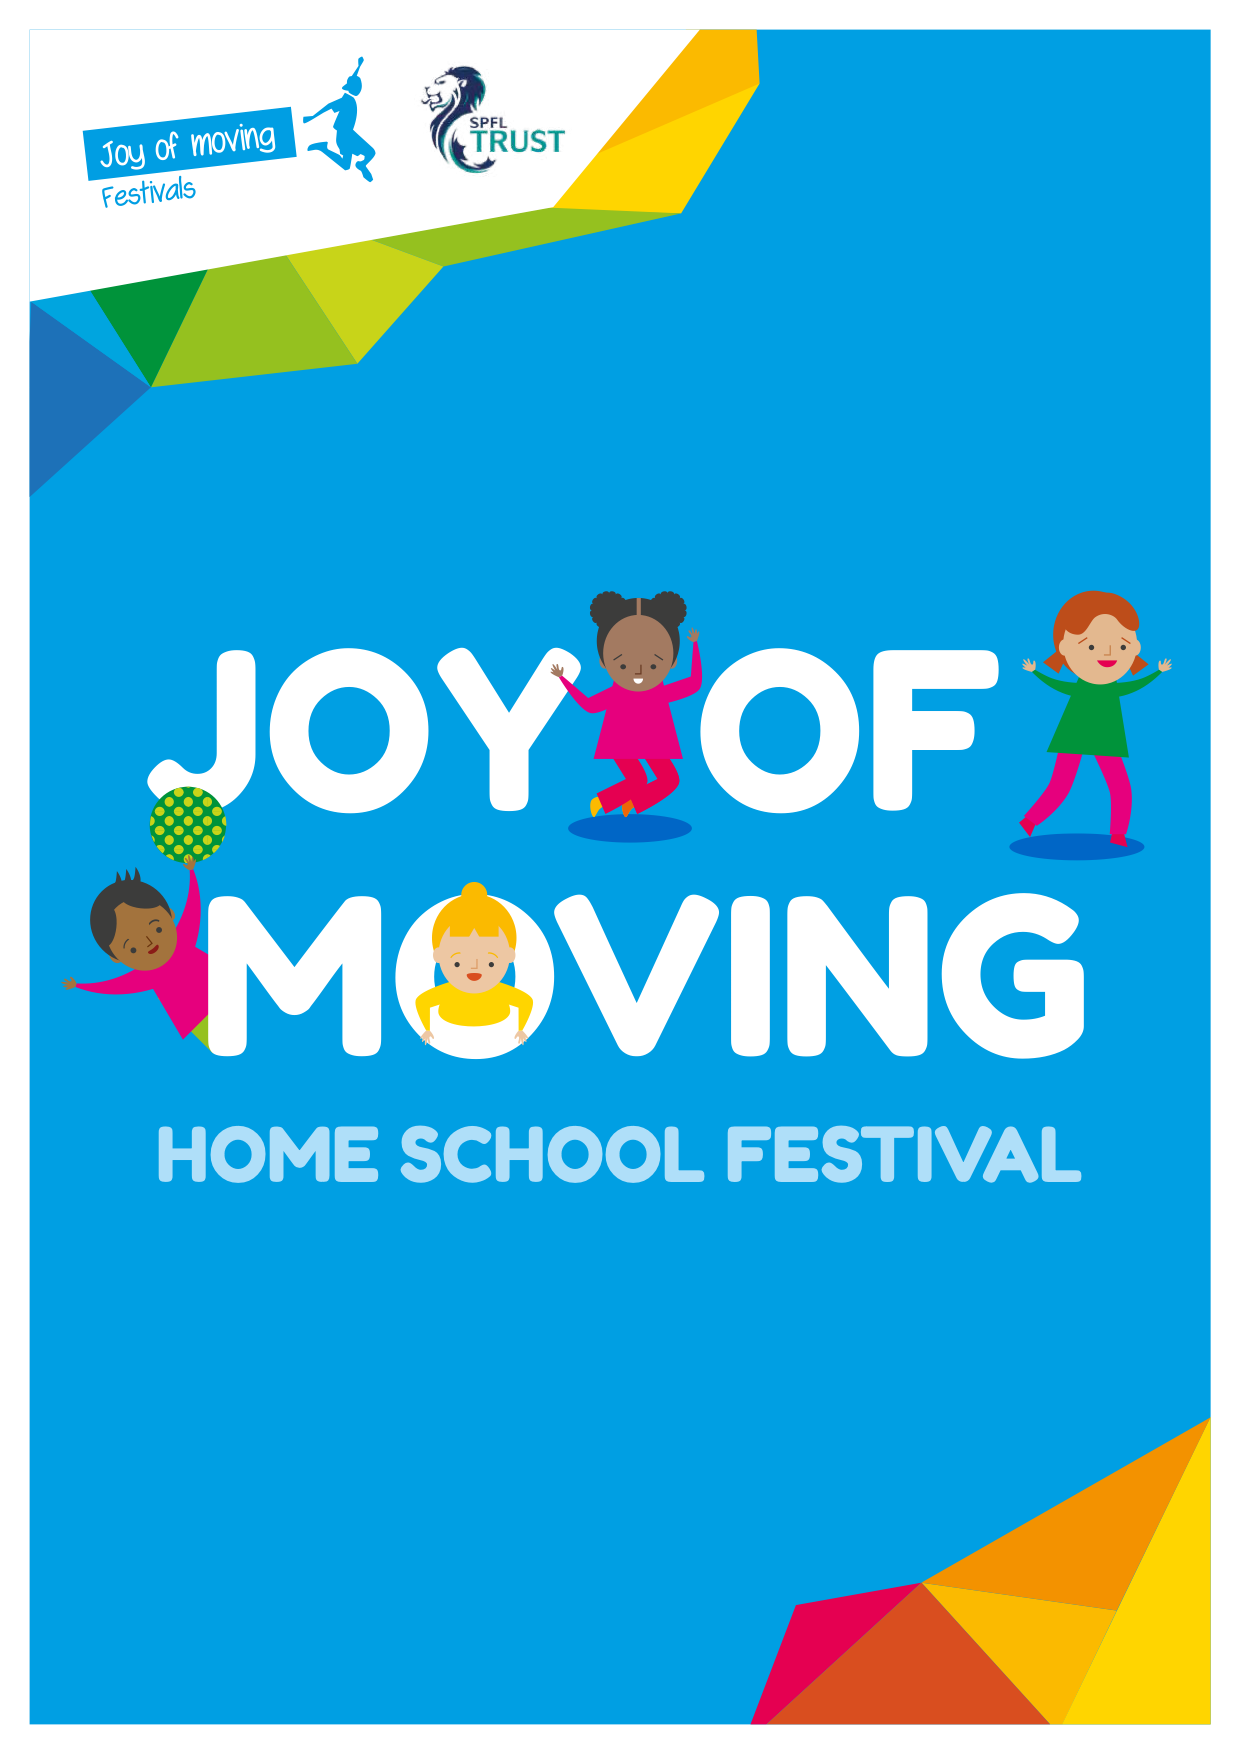 Joy of moving
Festivals
SPFL
TRUST
JOY OF
MOVING
HOME SCHOOL FESTIVAL